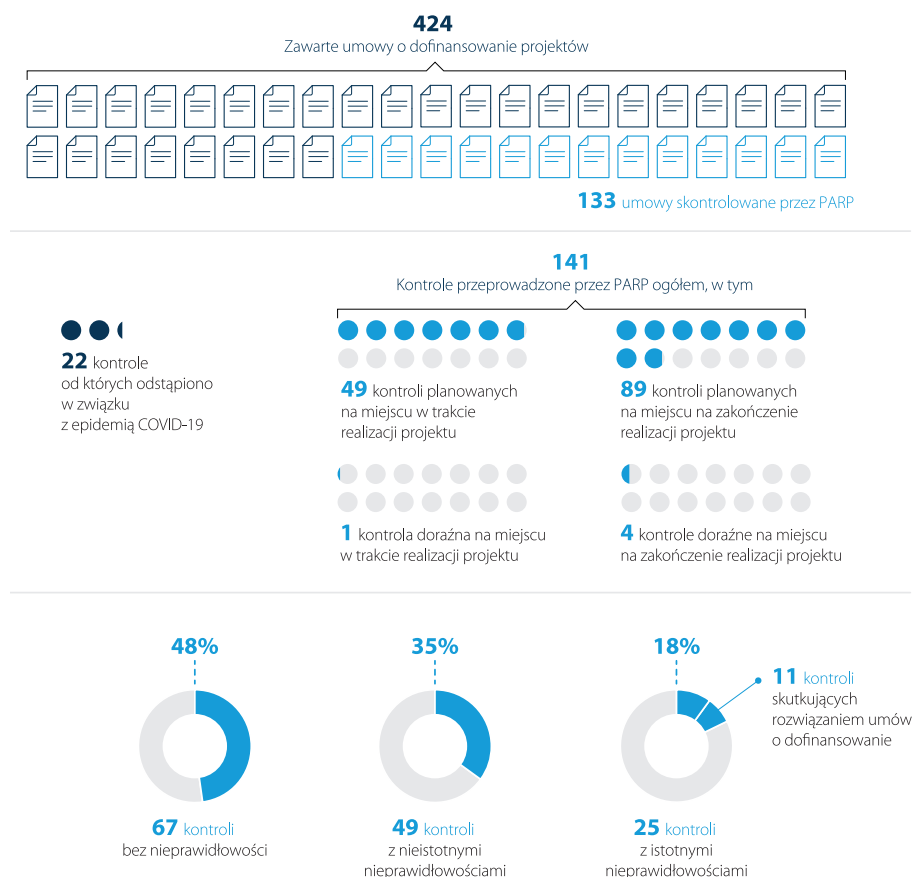 424
Zawarte umowy o dofinansowanie projektów
133 umowy skontrolowane przez PARP
141
Kontrole przeprowadzone przez PARP ogółem, w tym
22 kontrole
od których odstąpiono
w związku
z epidemią COVID-19
49 kontroli planowanych
na miejscu w trakcie
realizacji projektu
89 kontroli planowanych
na miejscu na zakończenie
realizacji projektu
1 kontrola doraźna na miejscu
w trakcie realizacji projektu
4 kontrole doraźne na miejscu
na zakończenie realizacji projektu
48%
67 kontroli
bez nieprawidłowości
35%
49 kontroli
z nieistotnymi
nieprawidłowościami
18%
11 kontroli
skutkujących
rozwiązaniem umów
o dofinansowanie
25 kontroli
z istotnymi
nieprawidłowościami